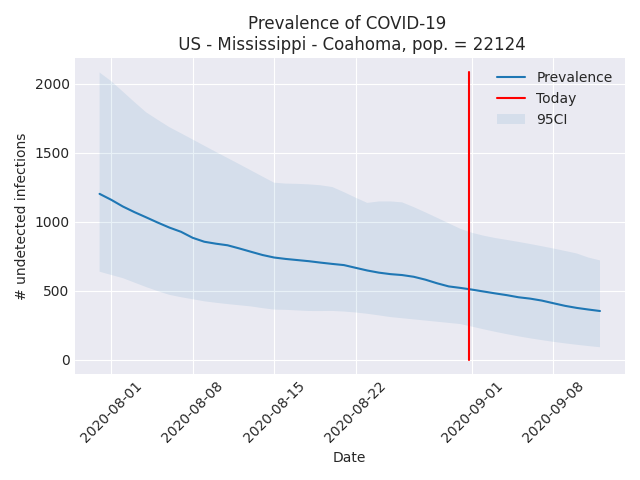 Prevalence of COVID-19
US - Mississippi - Coahoma, pop. = 22124
Prevalence
Today
95CI
# undetected infections
2000
1500
1000
500
0
2020-08-01
2020-08-08
2020-08-15
2020-08-22
2020-09-01
2020-09-08
Date